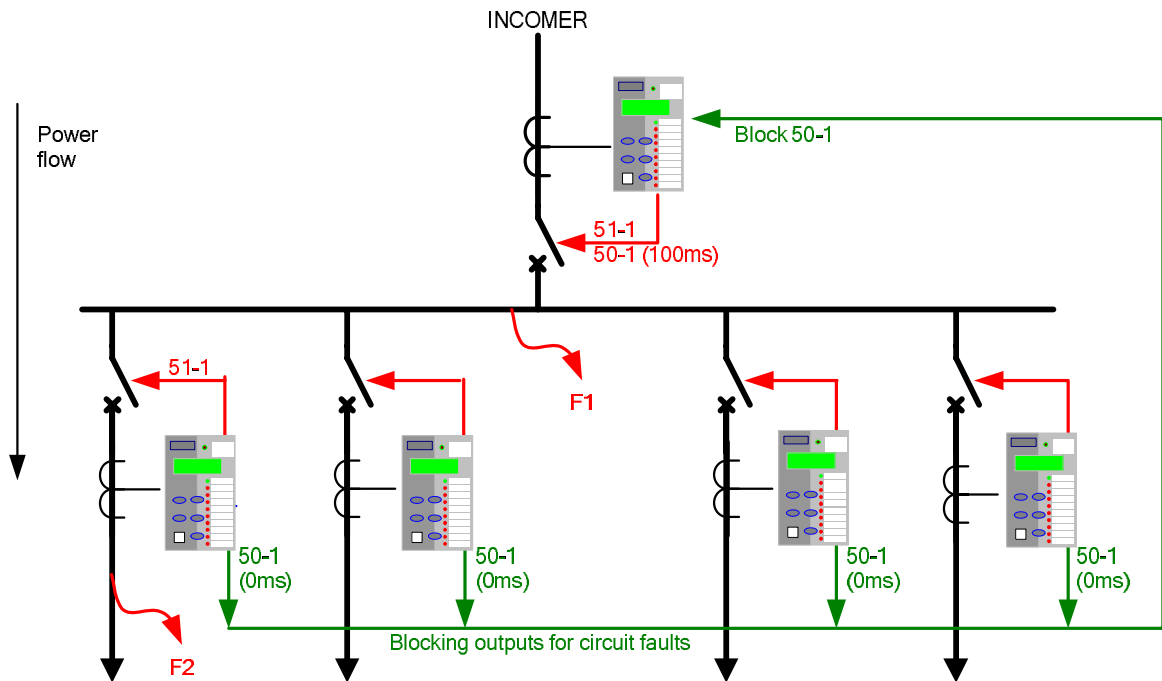 INCOMER
Power
flow
Block 50-1
51-1
50-1 (100ms)
51-1
F1
50-1
(0ms)
50-1
(0ms)
50-1
(0ms)
50-1
(0ms)
Blocking outputs for circuit faults
F2